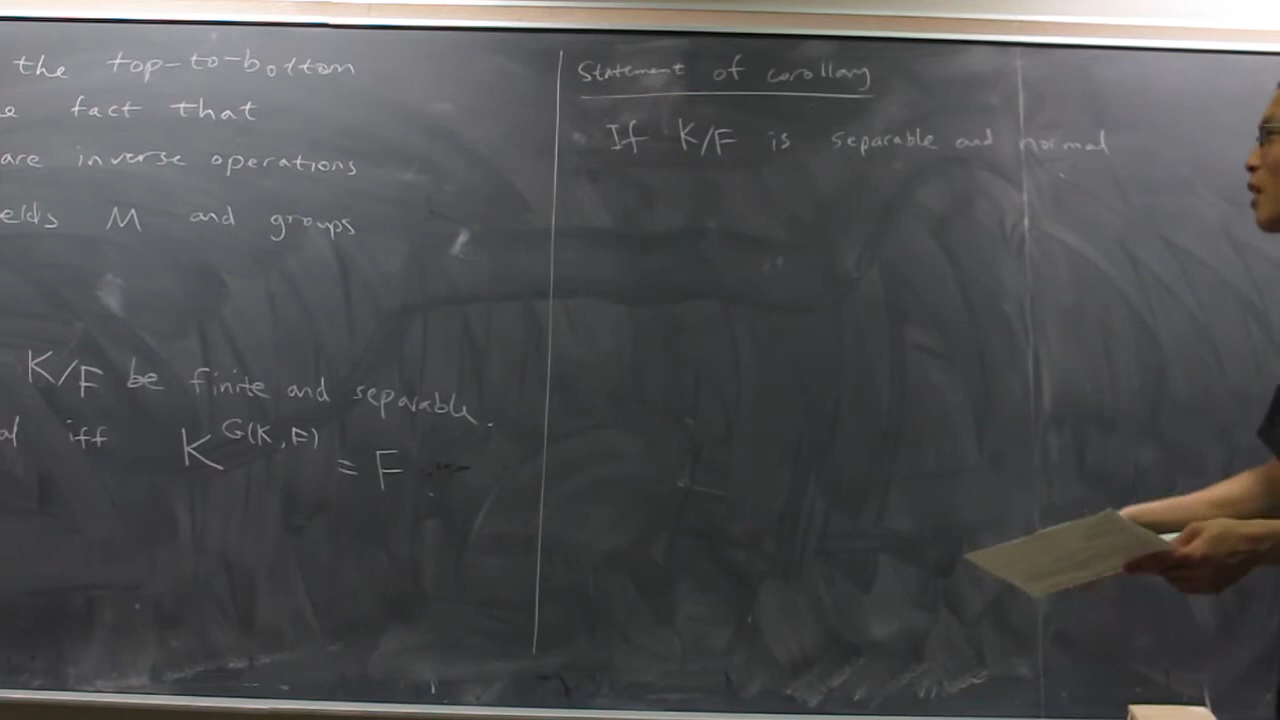 the top-to-bottom
fact that
are inverse operations
elds M and groups
K/F be finite and separable.
iff K^G(K,F) = F
Statement of corollary
If K/F is separable and normal